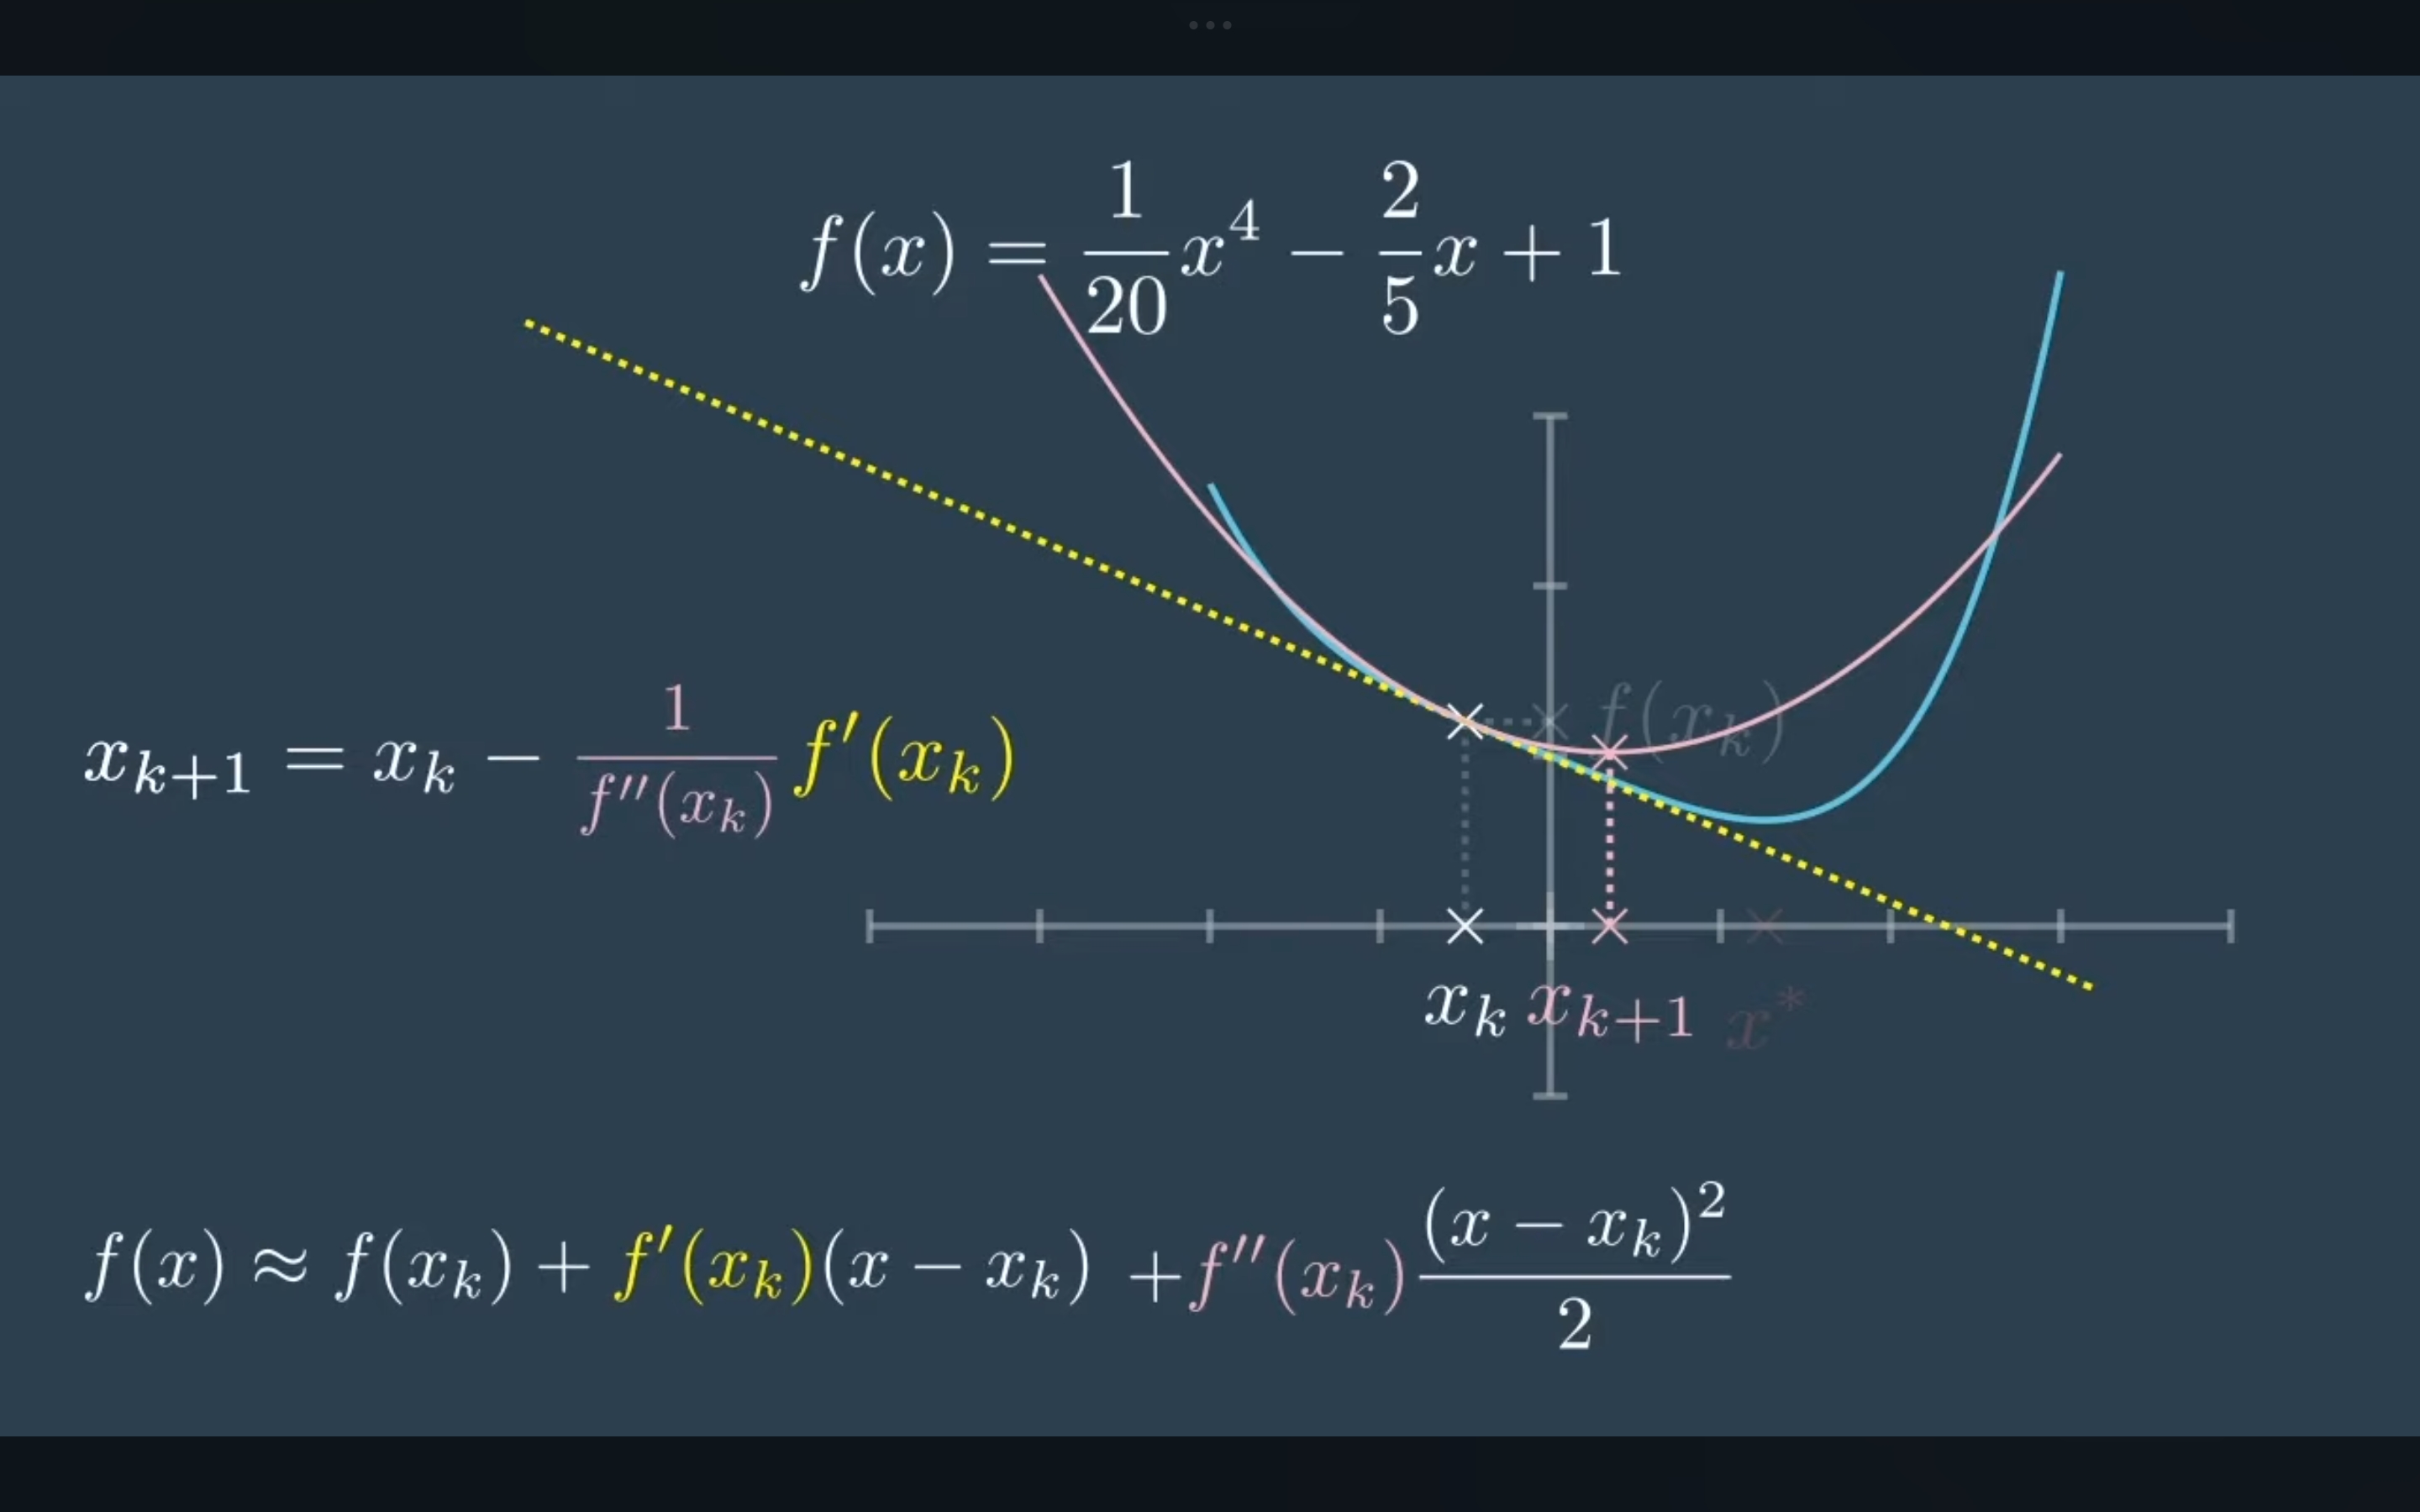 f(x) = \frac{1}{20}x^4 - \frac{2}{5}x + 1
f(x_k)
x_{k+1} = x_k - \frac{1}{f''(x_k)} f'(x_k)
x_k x_{k+1} x^*
f(x) ≈ f(x_k) + f'(x_k)(x - x_k) + f''(x_k) \frac{(x - x_k)^2}{2}